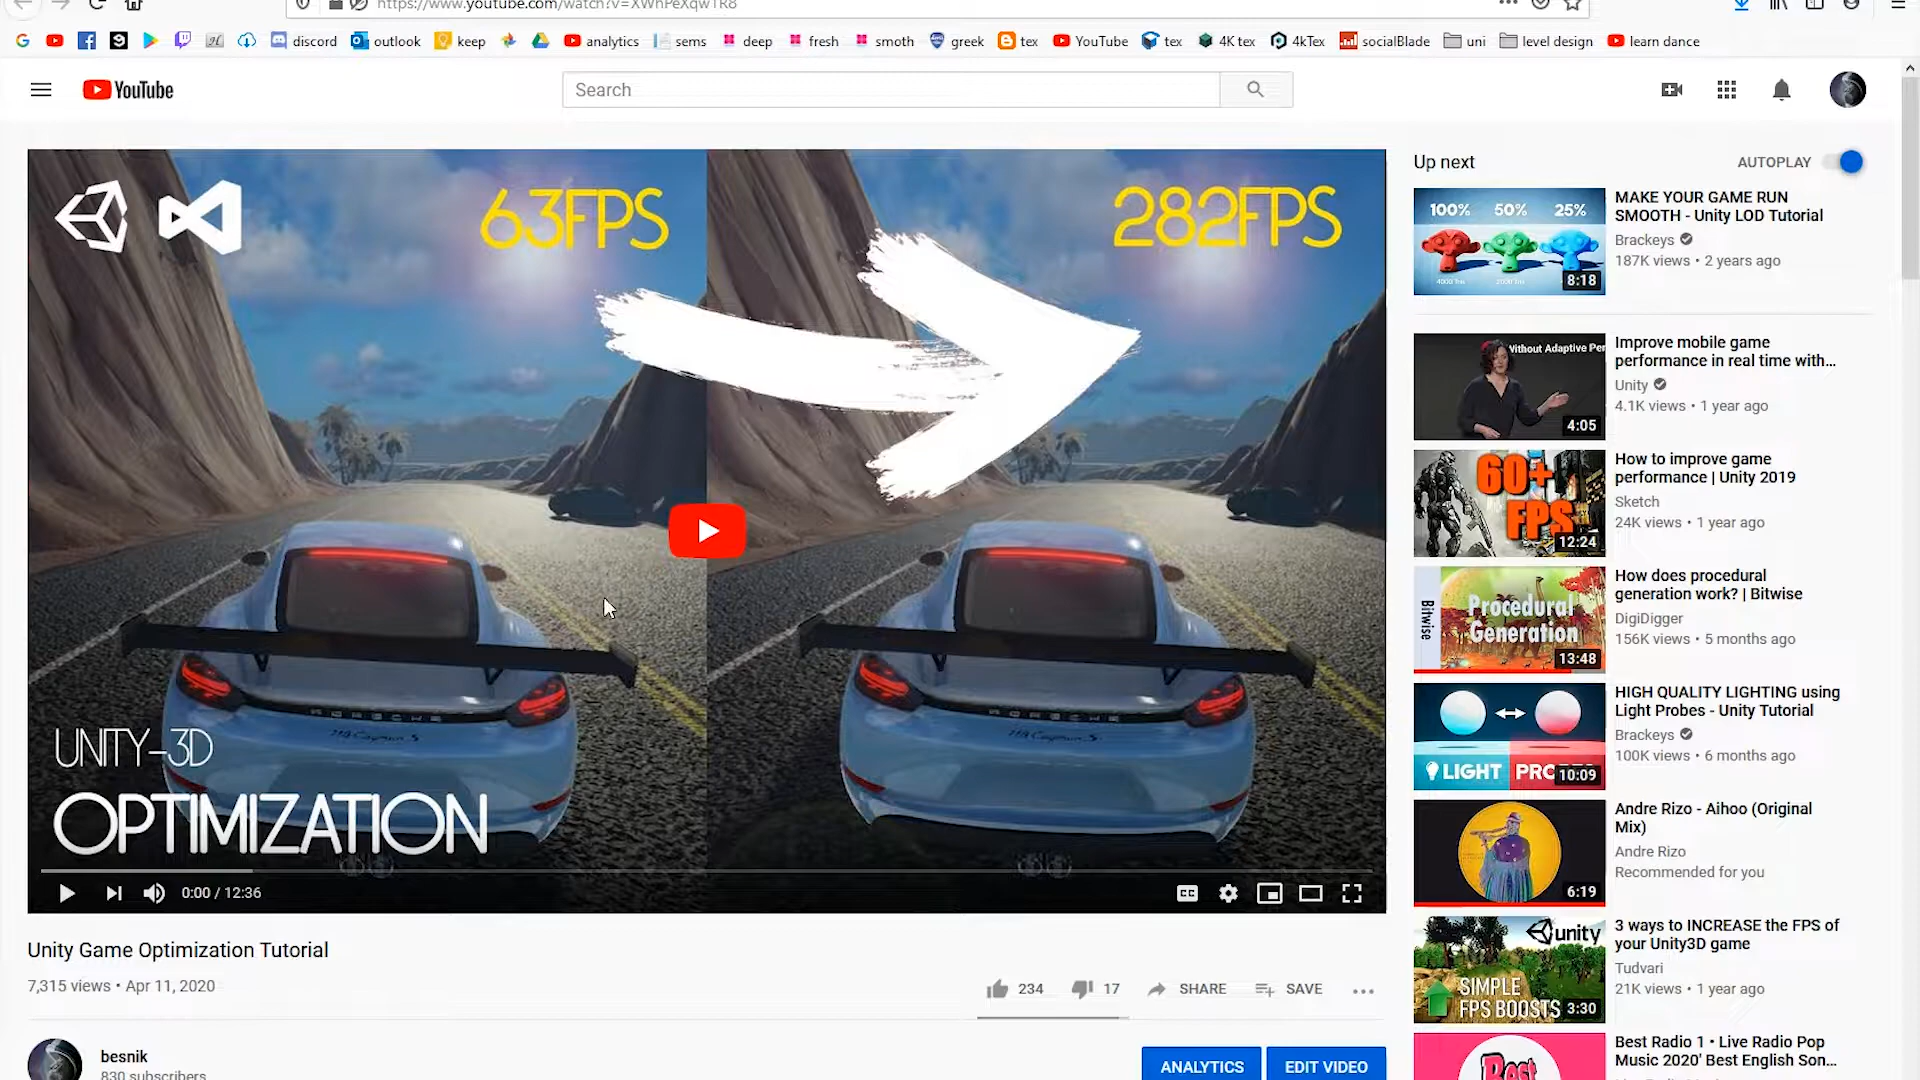 https://www.youtube.com/watch?v=XWhPeXqwTR8
discord
outlook
keep
analytics
sems
deep
fresh
smoth
greek
tex
YouTube
tex
4K tex
4kTex
socialBlade
uni
level design
learn dance
YouTube
Search
63FPS
282FPS
UNITY-3D
OPTIMIZATION
PORSCHE
PORSCHE
0:00 / 12:36
CC
Unity Game Optimization Tutorial
7,315 views • Apr 11, 2020
234
17
SHARE
SAVE
besnik
830 subscribers
ANALYTICS
EDIT VIDEO
Up next
AUTOPLAY
100% 50% 25%
8:18
MAKE YOUR GAME RUN
SMOOTH - Unity LOD Tutorial
Brackeys
187K views • 2 years ago
Without Adaptive Per
4:05
Improve mobile game
performance in real time with...
Unity
4.1K views • 1 year ago
60+
FPS
12:24
How to improve game
performance | Unity 2019
Sketch
24K views • 1 year ago
Bitwise
Procedural
Generation
13:48
How does procedural
generation work? | Bitwise
DigiDigger
156K views • 5 months ago
LIGHT PRO
10:09
HIGH QUALITY LIGHTING using
Light Probes - Unity Tutorial
Brackeys
100K views • 6 months ago
6:19
Andre Rizo - Aihoo (Original
Mix)
Andre Rizo
Recommended for you
unity
SIMPLE
FPS BOOSTS
3:30
3 ways to INCREASE the FPS of
your Unity3D game
Tudvari
21K views • 1 year ago
Best
Best Radio 1 • Live Radio Pop
Music 2020' Best English Son...